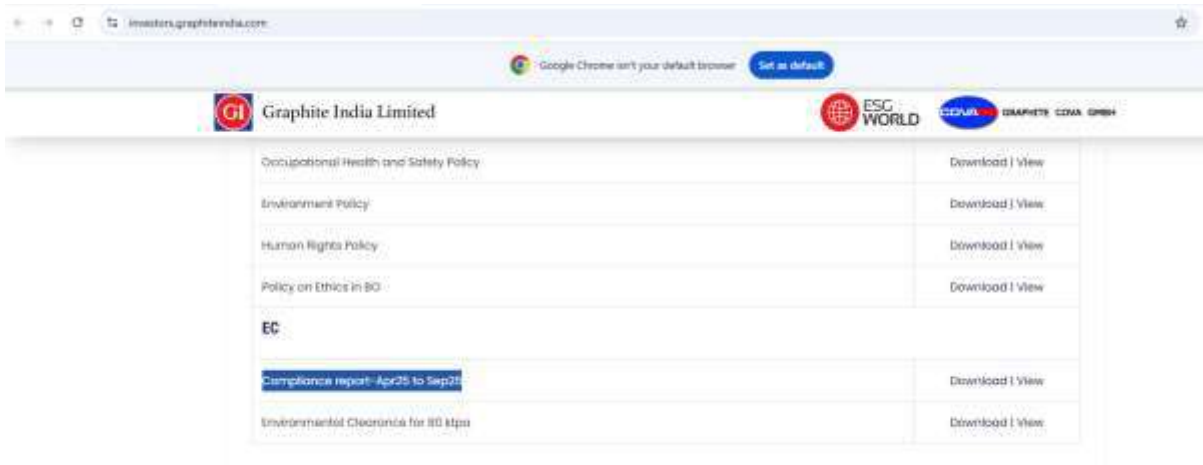 investors.graphiteindia.com
Google Chrome isn't your default browser Set as default
GI Graphite India Limited ESG WORLD COVA GRAPHITE COVA GMBH
Occupational Health and Safety Policy Download | View
Environment Policy Download | View
Human Rights Policy Download | View
Policy on Ethics in BO Download | View
EC
Compliance report-Apr25 to Sep25 Download | View
Environmental Clearance for 80 ktpa Download | View